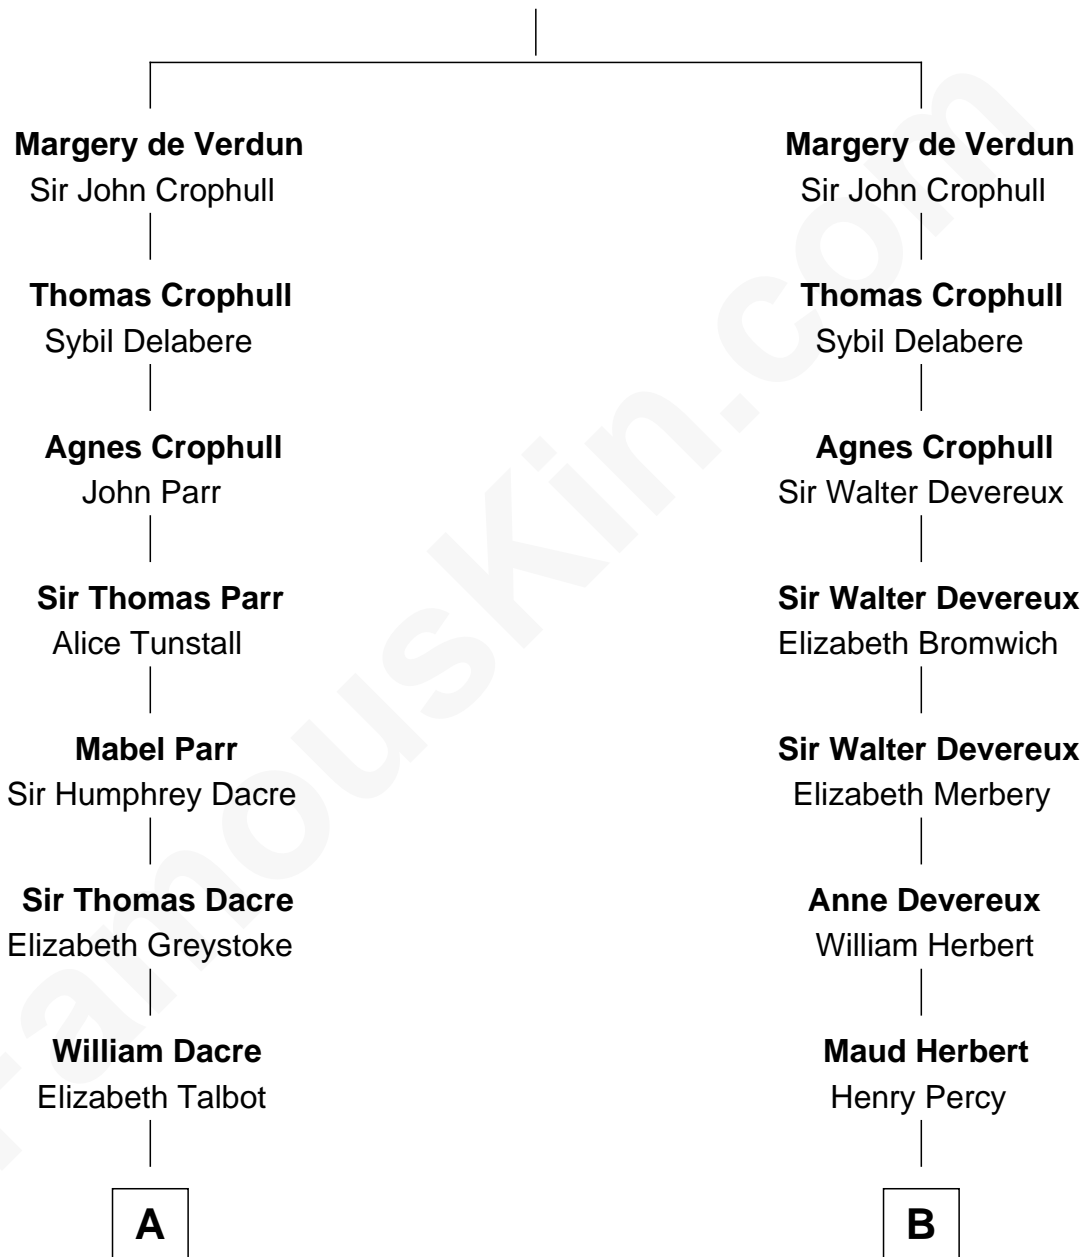 Margery de Verdun
Sir John Crophull
Thomas Crophull
Sybil Delabere
Agnes Crophull
John Parr
Sir Thomas Parr
Alice Tunstall
Mabel Parr
Sir Humphrey Dacre
Sir Thomas Dacre
Elizabeth Greystoke
William Dacre
Elizabeth Talbot
A
Margery de Verdun
Sir John Crophull
Thomas Crophull
Sybil Delabere
Agnes Crophull
Sir Walter Devereux
Sir Walter Devereux
Elizabeth Bromwich
Sir Walter Devereux
Elizabeth Merbery
Anne Devereux
William Herbert
Maud Herbert
Henry Percy
B
FamousKin.com